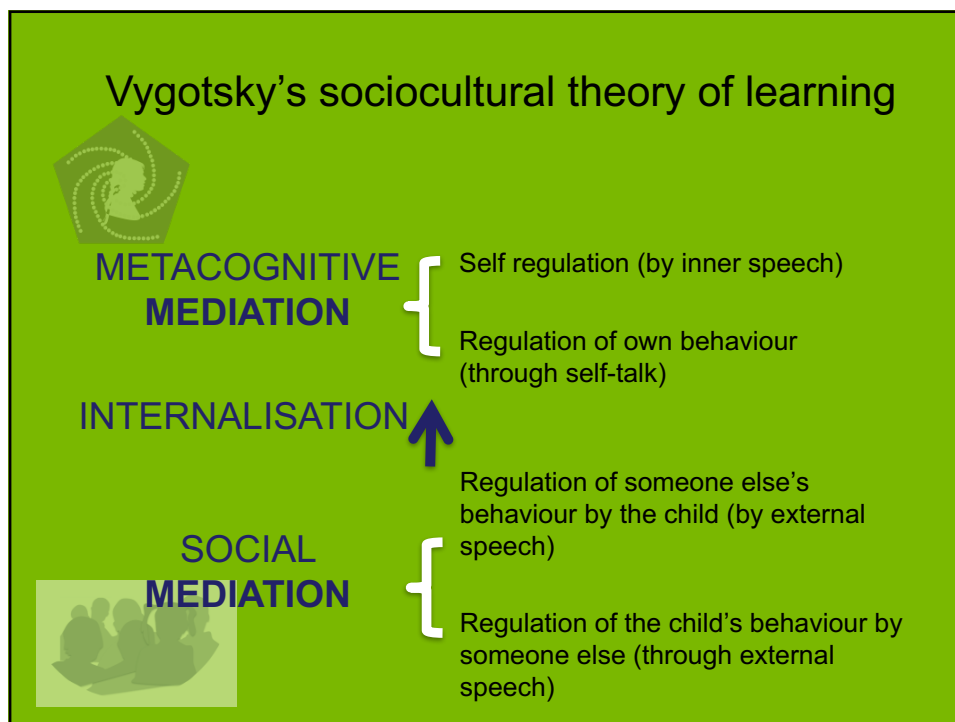 Vygotsky’s sociocultural theory of learning
METACOGNITIVE
MEDIATION
Self regulation (by inner speech)
Regulation of own behaviour
(through self-talk)
INTERNALISATION
SOCIAL
MEDIATION
Regulation of someone else’s
behaviour by the child (by external
speech)
Regulation of the child’s behaviour by
someone else (through external
speech)